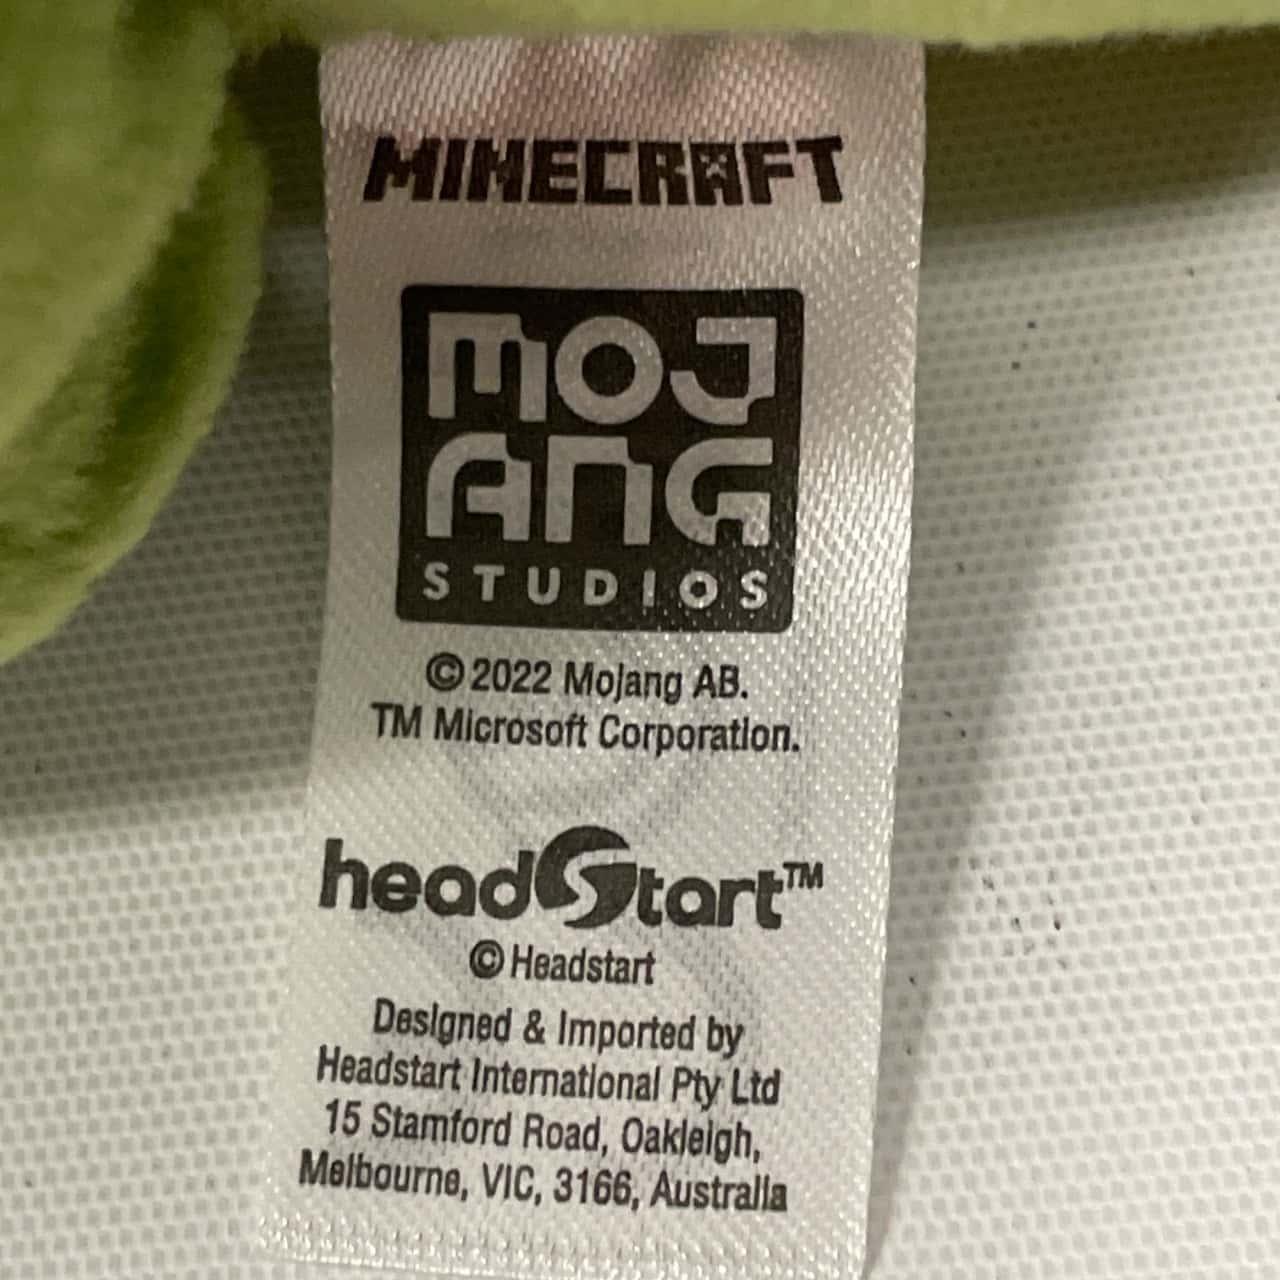 MINECRAFT
MOJ
ANG
STUDIOS
© 2022 Mojang AB.
TM Microsoft Corporation.
headStart™
© Headstart
Designed & Imported by
Headstart International Pty Ltd
15 Stamford Road, Oakleigh,
Melbourne, VIC, 3166, Australia